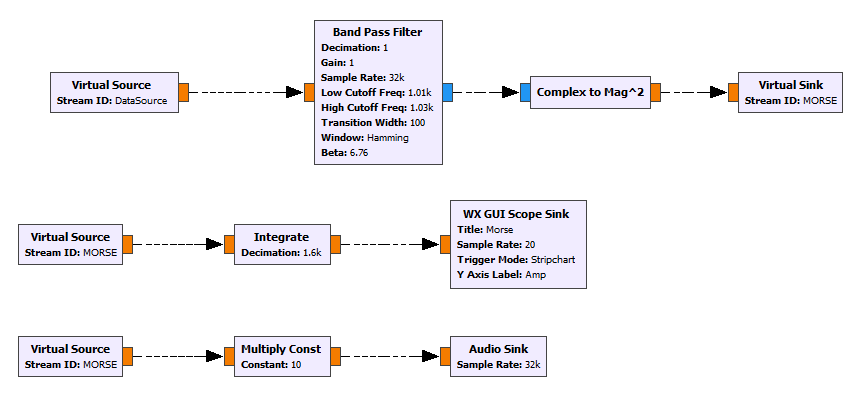 Virtual Source
Stream ID: DataSource
Band Pass Filter
Decimation: 1
Gain: 1
Sample Rate: 32k
Low Cutoff Freq: 1.01k
High Cutoff Freq: 1.03k
Transition Width: 100
Window: Hamming
Beta: 6.76
Complex to Mag^2
Virtual Sink
Stream ID: MORSE
Virtual Source
Stream ID: MORSE
Integrate
Decimation: 1.6k
WX GUI Scope Sink
Title: Morse
Sample Rate: 20
Trigger Mode: Stripchart
Y Axis Label: Amp
Virtual Source
Stream ID: MORSE
Multiply Const
Constant: 10
Audio Sink
Sample Rate: 32k